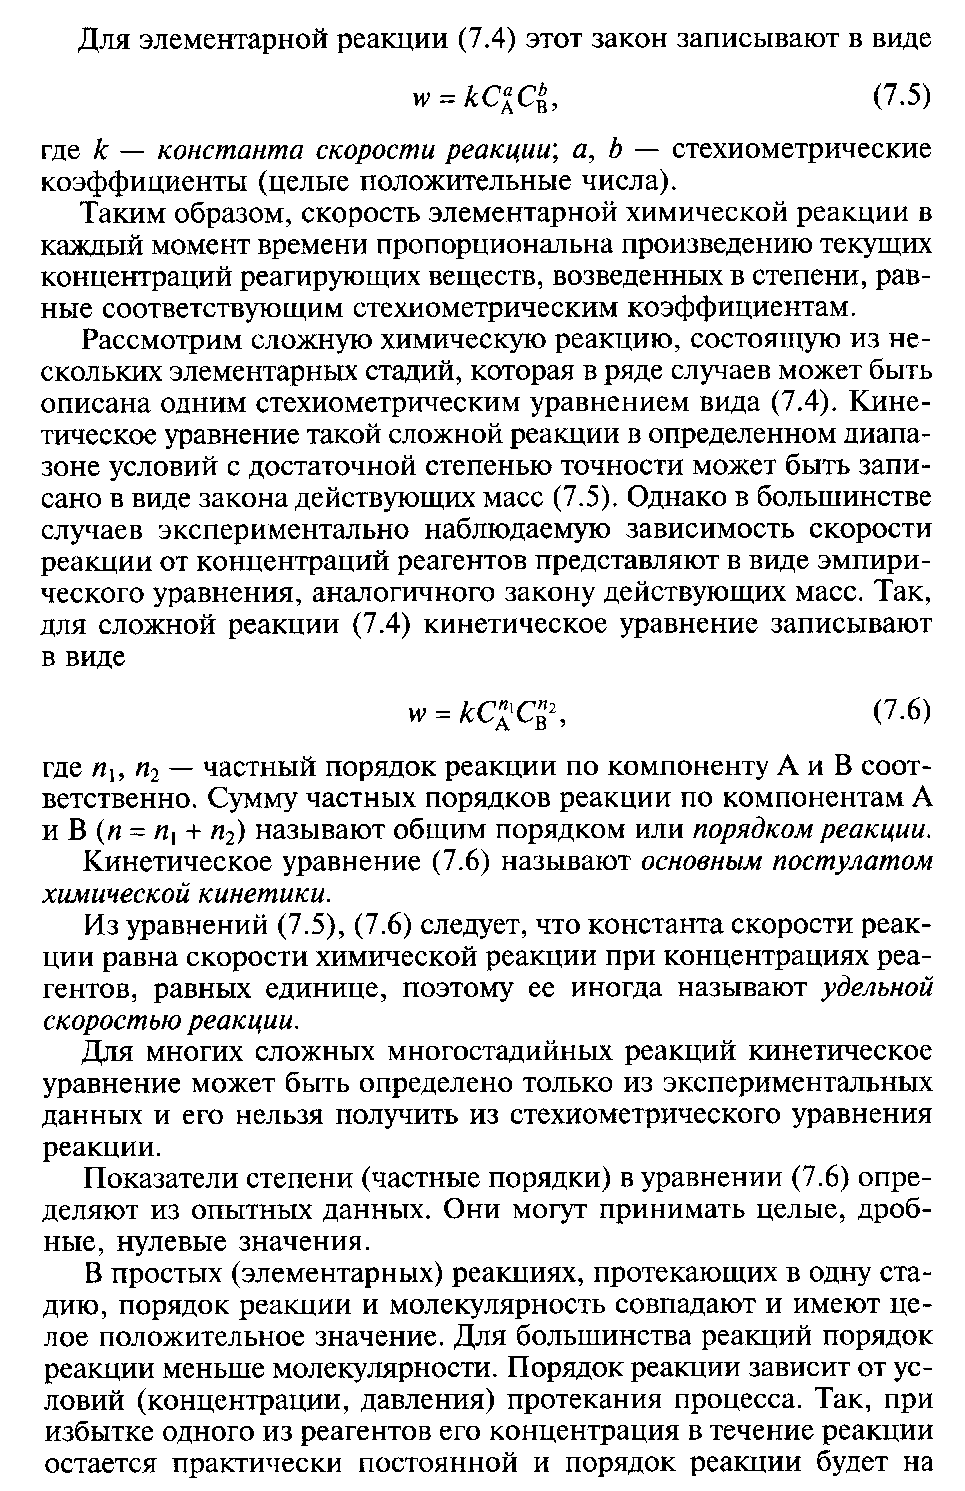 Для элементарной реакции (7.4) этот закон записывают в виде
w = kC_A^a C_B^b, (7.5)
где k — константа скорости реакции; a, b — стехиометрические
коэффициенты (целые положительные числа).
Таким образом, скорость элементарной химической реакции в
каждый момент времени пропорциональна произведению текущих
концентраций реагирующих веществ, возведенных в степени, рав-
ные соответствующим стехиометрическим коэффициентам.
Рассмотрим сложную химическую реакцию, состоящую из не-
скольких элементарных стадий, которая в ряде случаев может быть
описана одним стехиометрическим уравнением вида (7.4). Кине-
тическое уравнение такой сложной реакции в определенном диапа-
зоне условий с достаточной степенью точности может быть запи-
сано в виде закона действующих масс (7.5). Однако в большинстве
случаев экспериментально наблюдаемую зависимость скорости
реакции от концентраций реагентов представляют в виде эмпири-
ческого уравнения, аналогичного закону действующих масс. Так,
для сложной реакции (7.4) кинетическое уравнение записывают
в виде
w = kC_A^{n_1} C_B^{n_2}, (7.6)
где n₁, n₂ — частный порядок реакции по компоненту А и В соот-
ветственно. Сумму частных порядков реакции по компонентам А
и В (n = n₁ + n₂) называют общим порядком или порядком реакции.
Кинетическое уравнение (7.6) называют основным постулатом
химической кинетики.
Из уравнений (7.5), (7.6) следует, что константа скорости реак-
ции равна скорости химической реакции при концентрациях реа-
гентов, равных единице, поэтому ее иногда называют удельной
скоростью реакции.
Для многих сложных многостадийных реакций кинетическое
уравнение может быть определено только из экспериментальных
данных и его нельзя получить из стехиометрического уравнения
реакции.
Показатели степени (частные порядки) в уравнении (7.6) опре-
деляют из опытных данных. Они могут принимать целые, дроб-
ные, нулевые значения.
В простых (элементарных) реакциях, протекающих в одну ста-
дию, порядок реакции и молекулярность совпадают и имеют це-
лое положительное значение. Для большинства реакций порядок
реакции меньше молекулярности. Порядок реакции зависит от ус-
ловий (концентрации, давления) протекания процесса. Так, при
избытке одного из реагентов его концентрация в течение реакции
остается практически постоянной и порядок реакции будет на